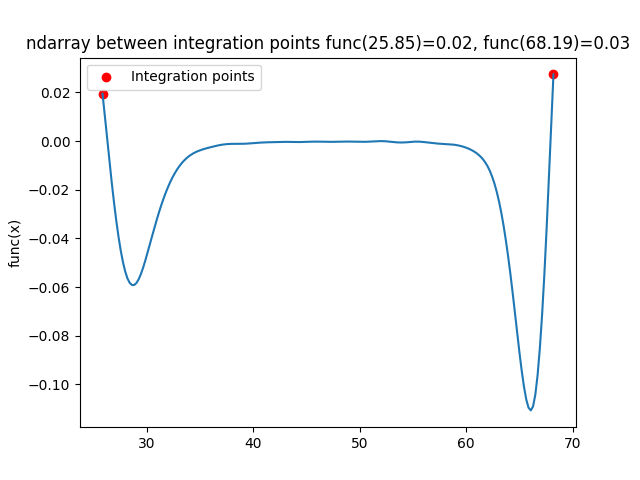 ndarray between integration points func(25.85)=0.02, func(68.19)=0.03
Integration points
func(x)
0.02
0.00
−0.02
−0.04
−0.06
−0.08
−0.10
30 40 50 60 70